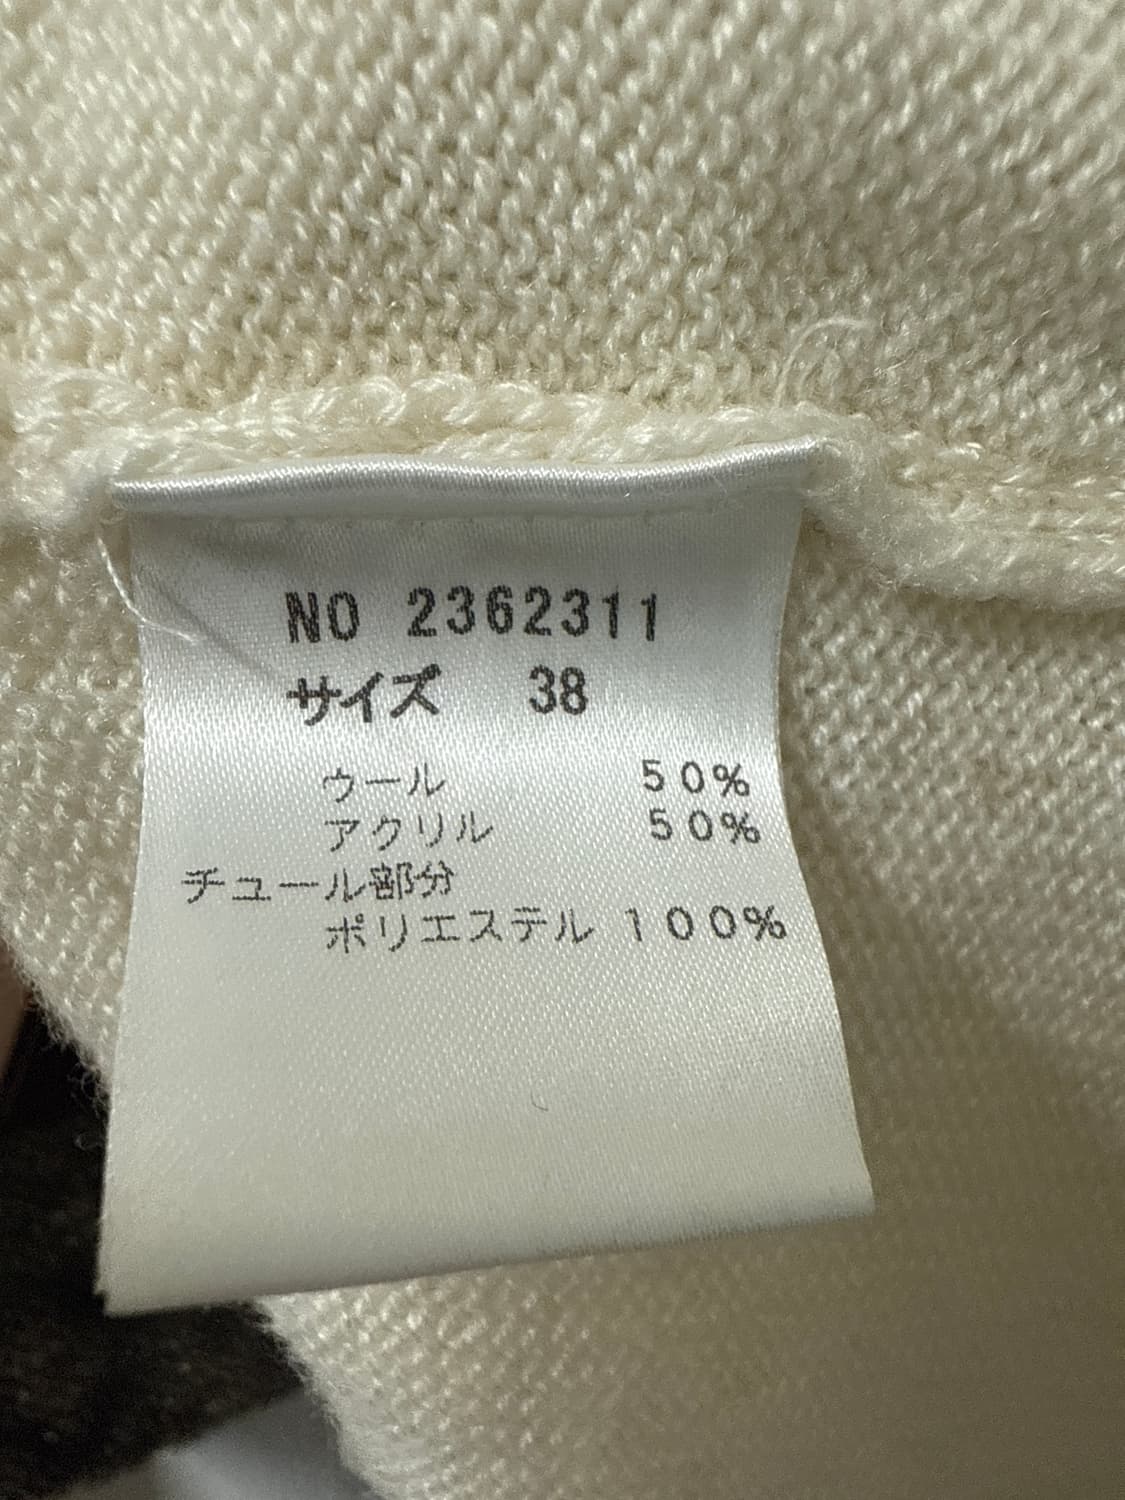 NO 2362311
サイズ 38
ウール 50%
アクリル 50%
チュール部分
ポリエステル 100%